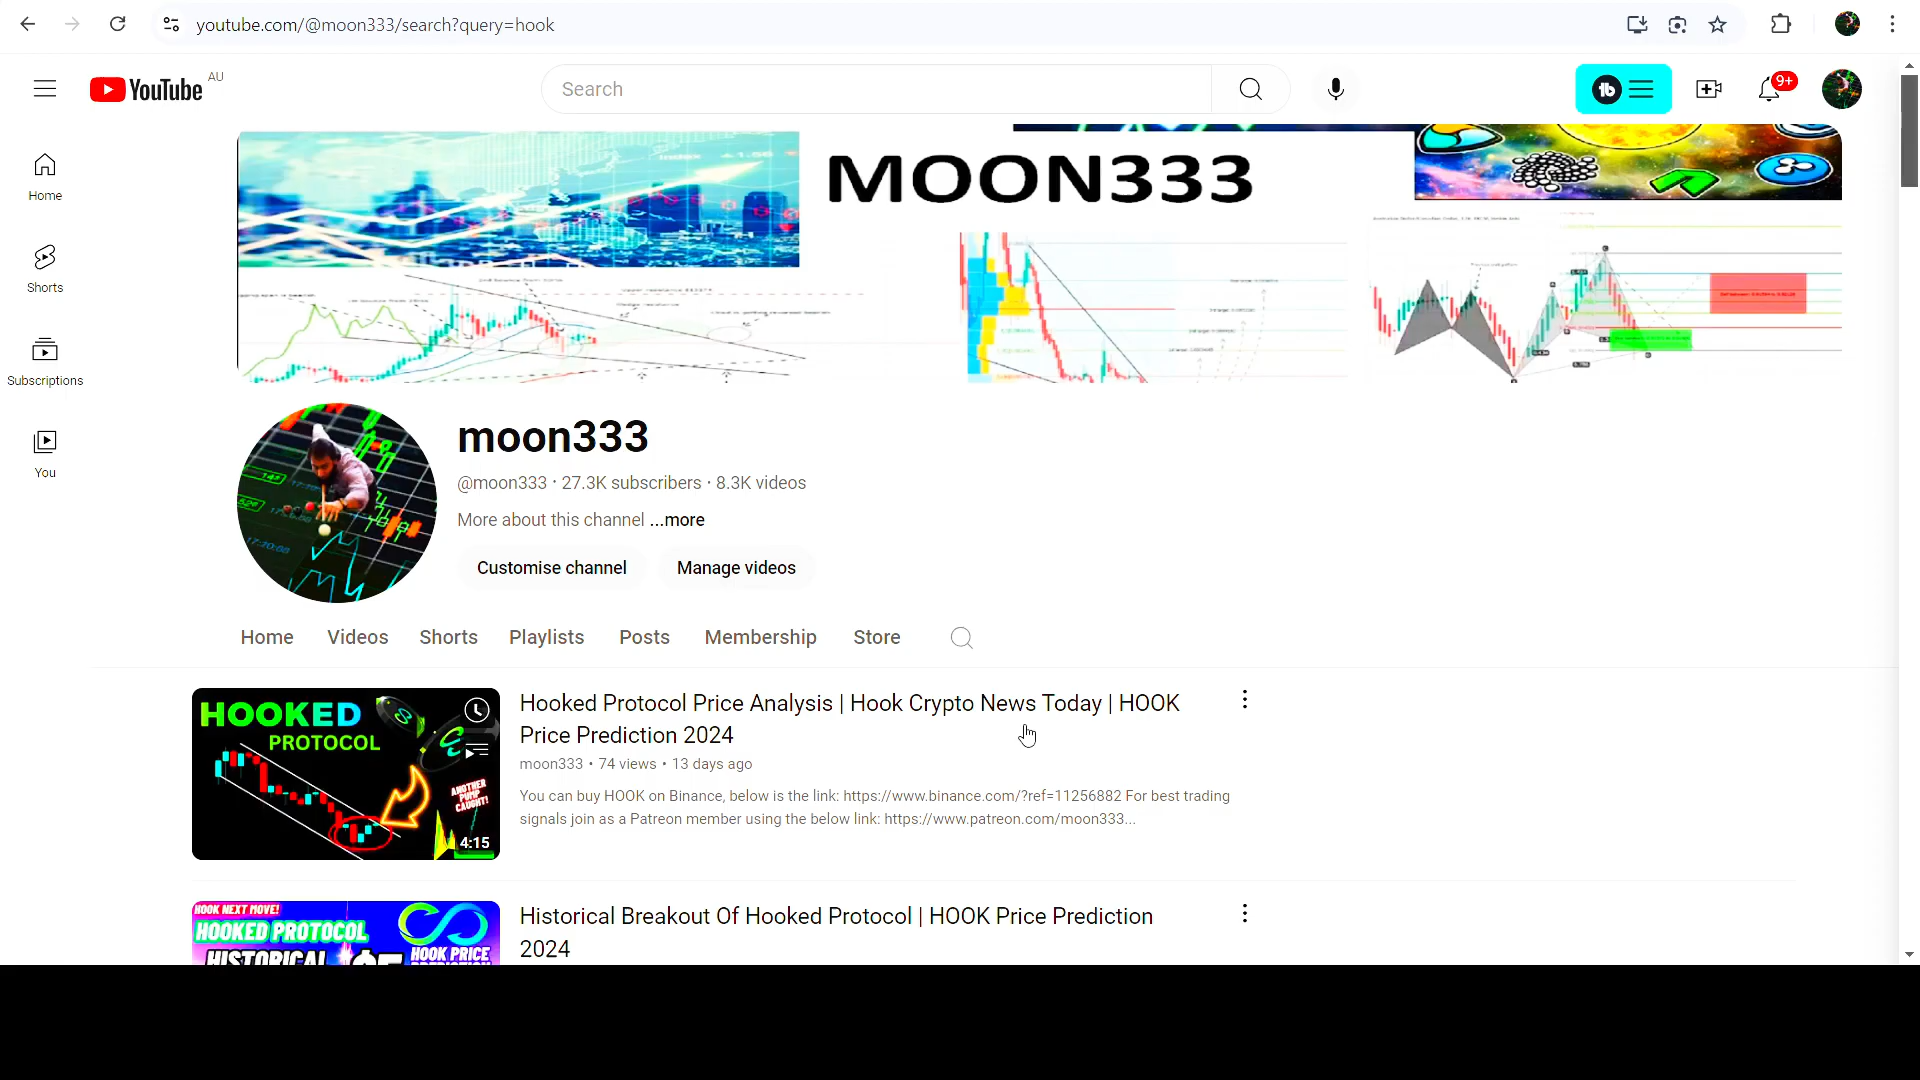 youtube.com/@moon333/search?query=hook
YouTube
AU
Search
9+
Home
Shorts
Subscriptions
You
MOON333
moon333
@moon333 · 27.3K subscribers · 8.3K videos
More about this channel ...more
Customise channel
Manage videos
Home
Videos
Shorts
Playlists
Posts
Membership
Store
HOOKED
PROTOCOL
ANOTHER
PUMP
CAUGHT!
4:15
Hooked Protocol Price Analysis | Hook Crypto News Today | HOOK
Price Prediction 2024
moon333 • 74 views • 13 days ago
You can buy HOOK on Binance, below is the link: https://www.binance.com/?ref=11256882 For best trading
signals join as a Patreon member using the below link: https://www.patreon.com/moon333...
HOOK NEXT MOVE!
HOOKED PROTOCOL
HISTORICAL
HOOK PRICE
Historical Breakout Of Hooked Protocol | HOOK Price Prediction
2024